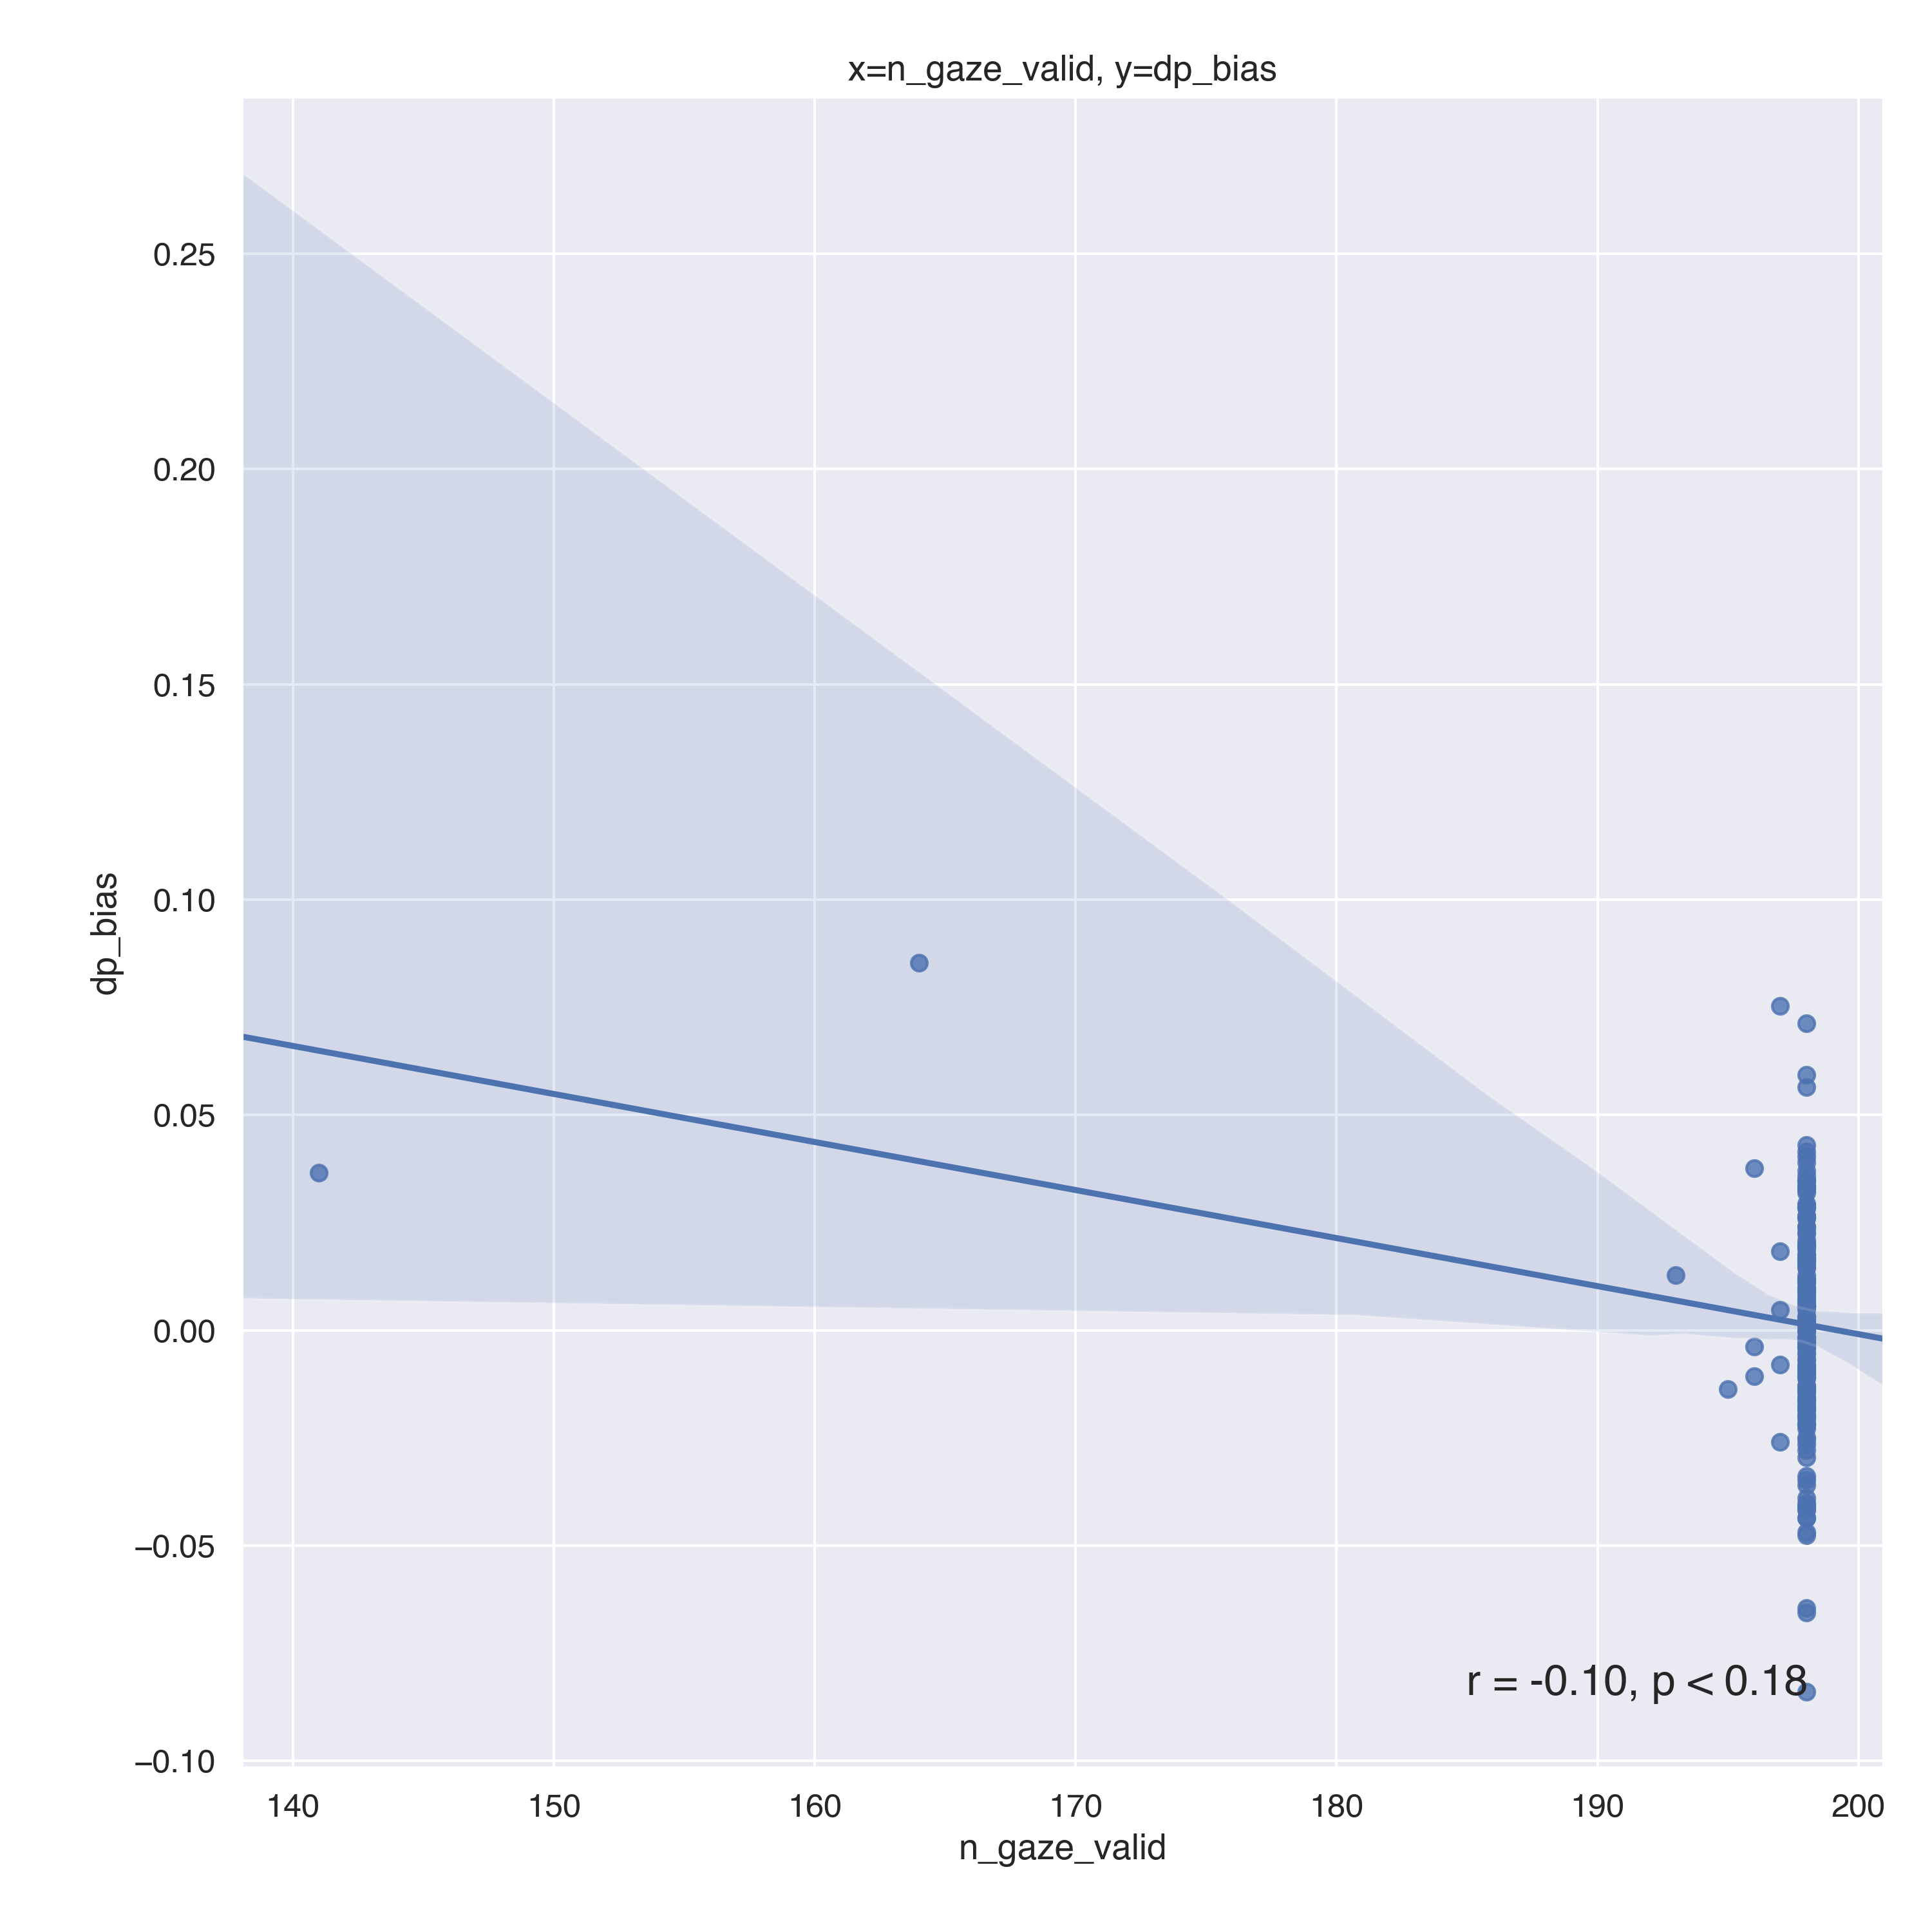 x=n_gaze_valid, y=dp_bias
0.25
0.20
0.15
0.10
0.05
0.00
−0.05
−0.10
dp_bias
r = -0.10, p < 0.18
140 150 160 170 180 190 200
n_gaze_valid